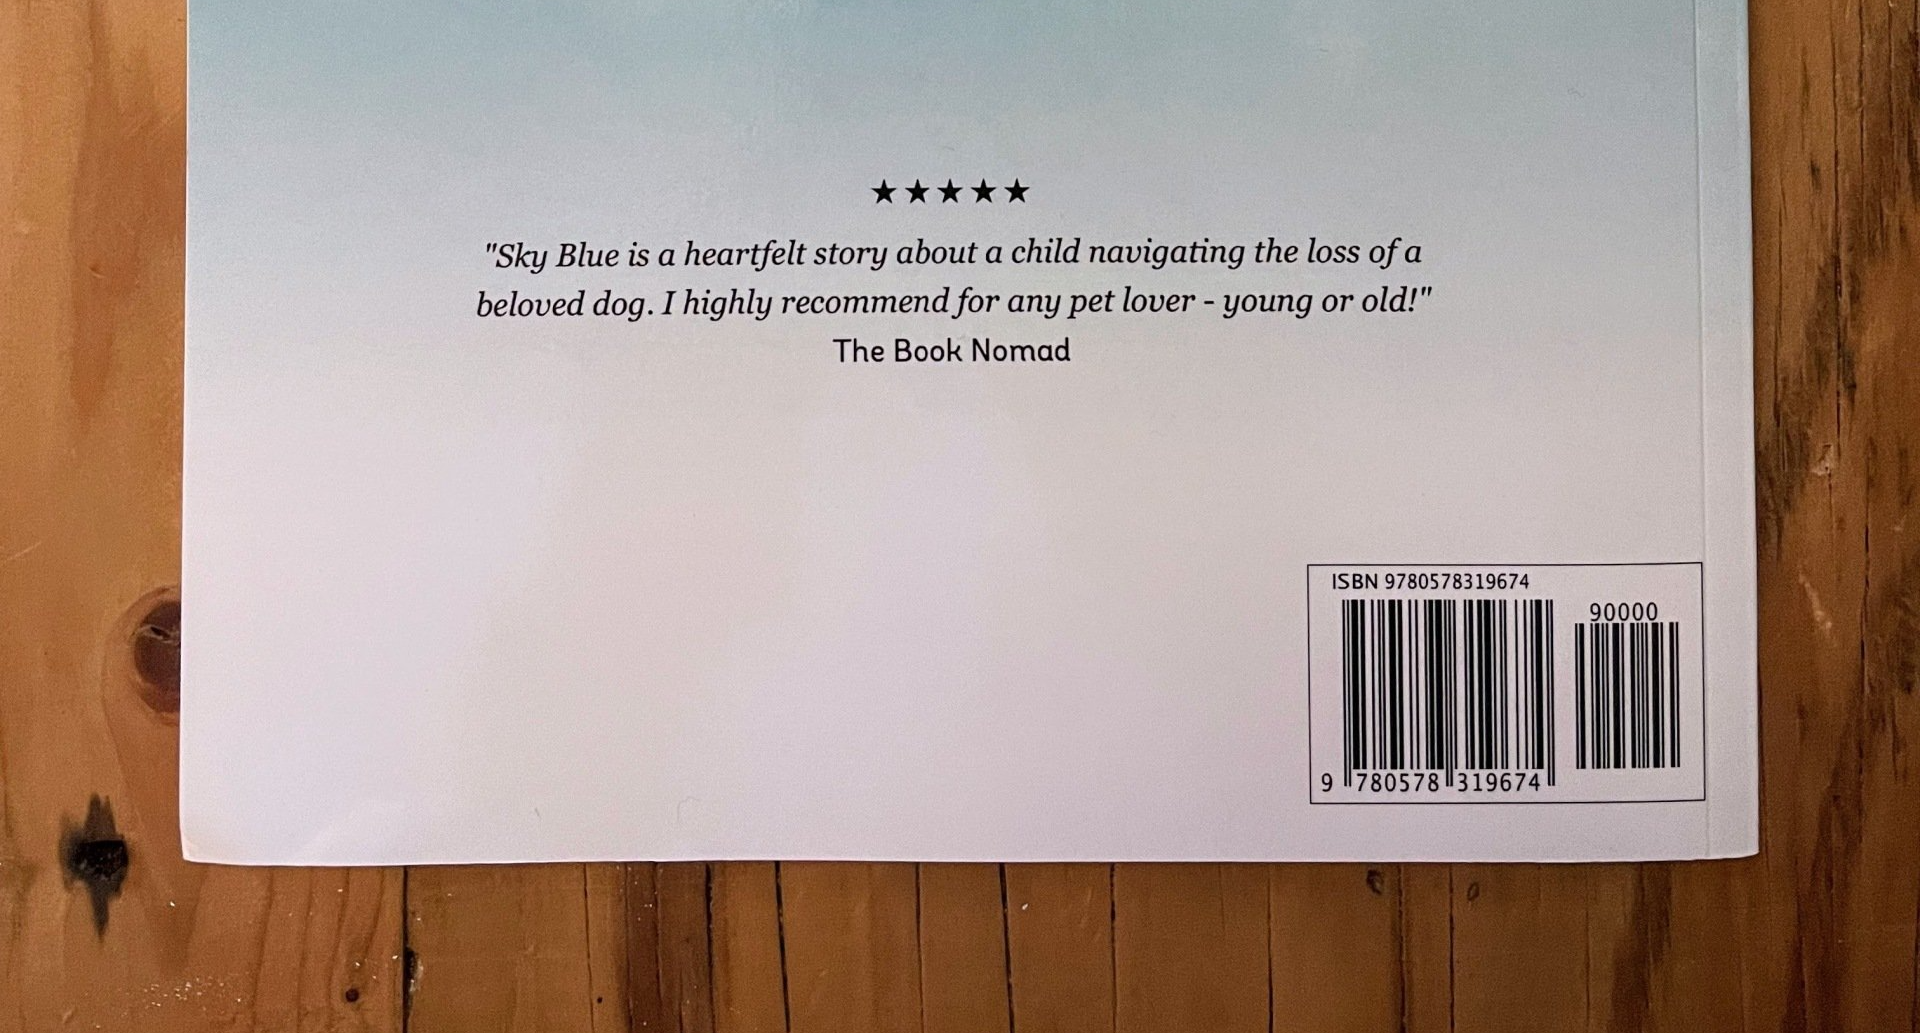 ★★★★★
"Sky Blue is a heartfelt story about a child navigating the loss of a
beloved dog. I highly recommend for any pet lover - young or old!"
The Book Nomad
ISBN 9780578319674
90000
9 780578 319674